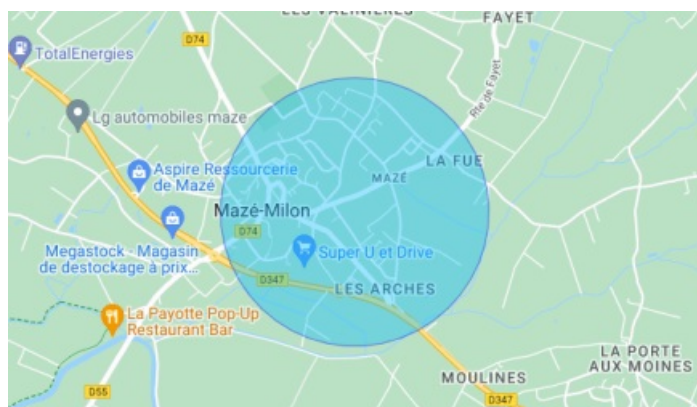 LES VALINIÈRES
FAYET
D74
TotalEnergies
Rte de Fayet
Lg automobiles maze
LA FUE
Aspire Ressourcerie
de Mazé
MAZÉ
Mazé-Milon
D74
Megastock - Magasin
de destockage à prix...
Super U et Drive
D347
LES ARCHES
La Payotte Pop-Up
Restaurant Bar
LA PORTE
AUX MOINES
MOULINES
D55
D347